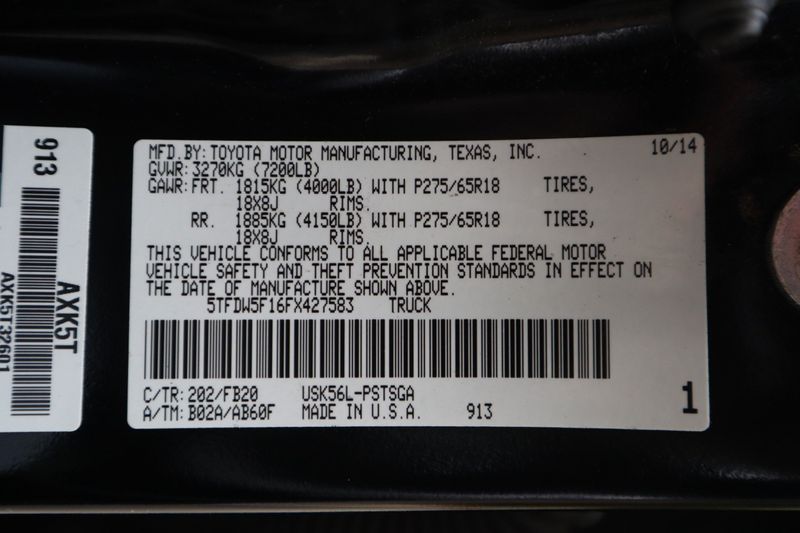 MFD.BY: TOYOTA MOTOR MANUFACTURING, TEXAS, INC. 10/14
GVWR: 3270KG (7200LB)
GAWR: FRT. 1815KG (4000LB) WITH P275/65R18 TIRES,
18X8J RIMS.
RR. 1885KG (4150LB) WITH P275/65R18 TIRES,
18X8J RIMS.
THIS VEHICLE CONFORMS TO ALL APPLICABLE FEDERAL MOTOR
VEHICLE SAFETY AND THEFT PREVENTION STANDARDS IN EFFECT ON
THE DATE OF MANUFACTURE SHOWN ABOVE.
5TFDW5F16FX427583 TRUCK
C/TR: 202/FB20 USK56L-PSTSGA
A/TM: B02A/AB60F MADE IN U.S.A. 913 1
913
AXK5T
AXK5T32601